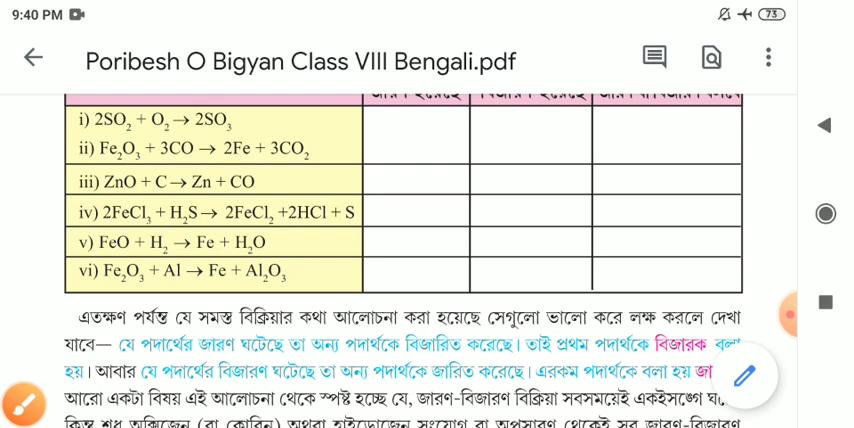 9:40 PM 73
Poribesh O Bigyan Class VIII Bengali.pdf
i) 2SO₂ + O₂ → 2SO₃
ii) Fe₂O₃ + 3CO → 2Fe + 3CO₂
iii) ZnO + C → Zn + CO
iv) 2FeCl₃ + H₂S → 2FeCl₂ +2HCl + S
v) FeO + H₂ → Fe + H₂O
vi) Fe₂O₃ + Al → Fe + Al₂O₃
এতক্ষণ পর্যন্ত যে সমস্ত বিক্রিয়ার কথা আলোচনা করা হয়েছে সেগুলো ভালো করে লক্ষ করলে দেখা
যাবে— যে পদার্থের জারণ ঘটেছে তা অন্য পদার্থকে বিজারিত করেছে। তাই প্রথম পদার্থকে বিজারক বলা
হয়। আবার যে পদার্থের বিজারণ ঘটেছে তা অন্য পদার্থকে জারিত করেছে। এরকম পদার্থকে বলা হয়
আরো একটা বিষয় এই আলোচনা থেকে স্পষ্ট হচ্ছে যে, জারণ-বিজারণ বিক্রিয়া সবসময়েই একইসঙ্গে